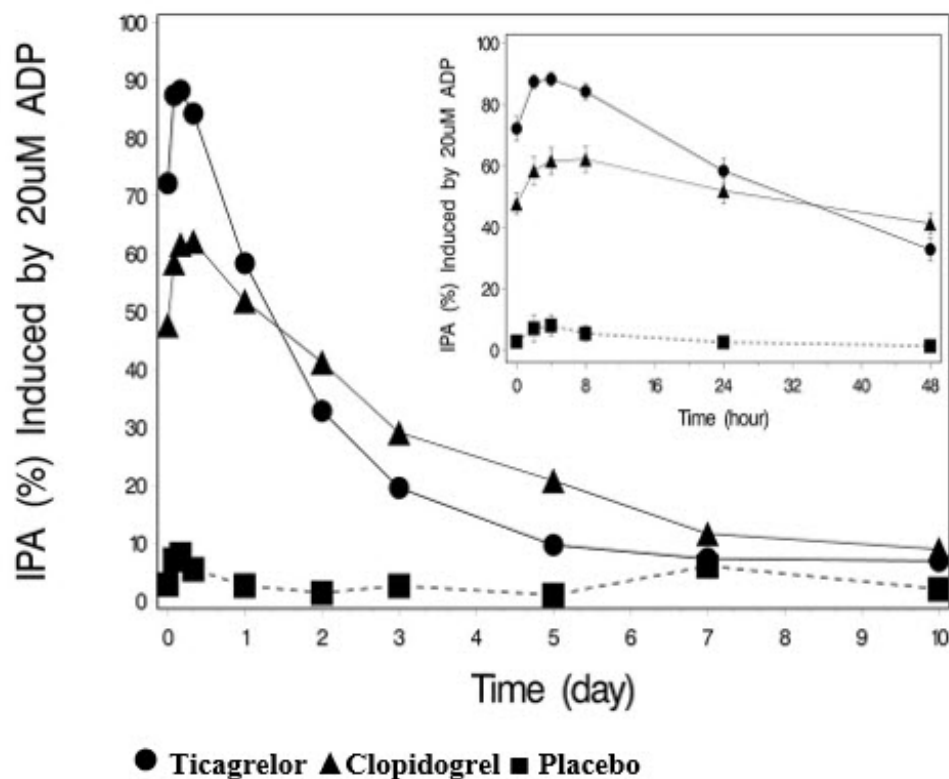 IPA (%) Induced by 20uM ADP
100
90
80
70
60
50
40
30
20
10
0
0 1 2 3 4 5 6 7 8 9 10
Time (day)
IPA (%) Induced by 20uM ADP
100
80
60
40
20
0
0 8 16 24 32 40 48
Time (hour)
Ticagrelor Clopidogrel Placebo